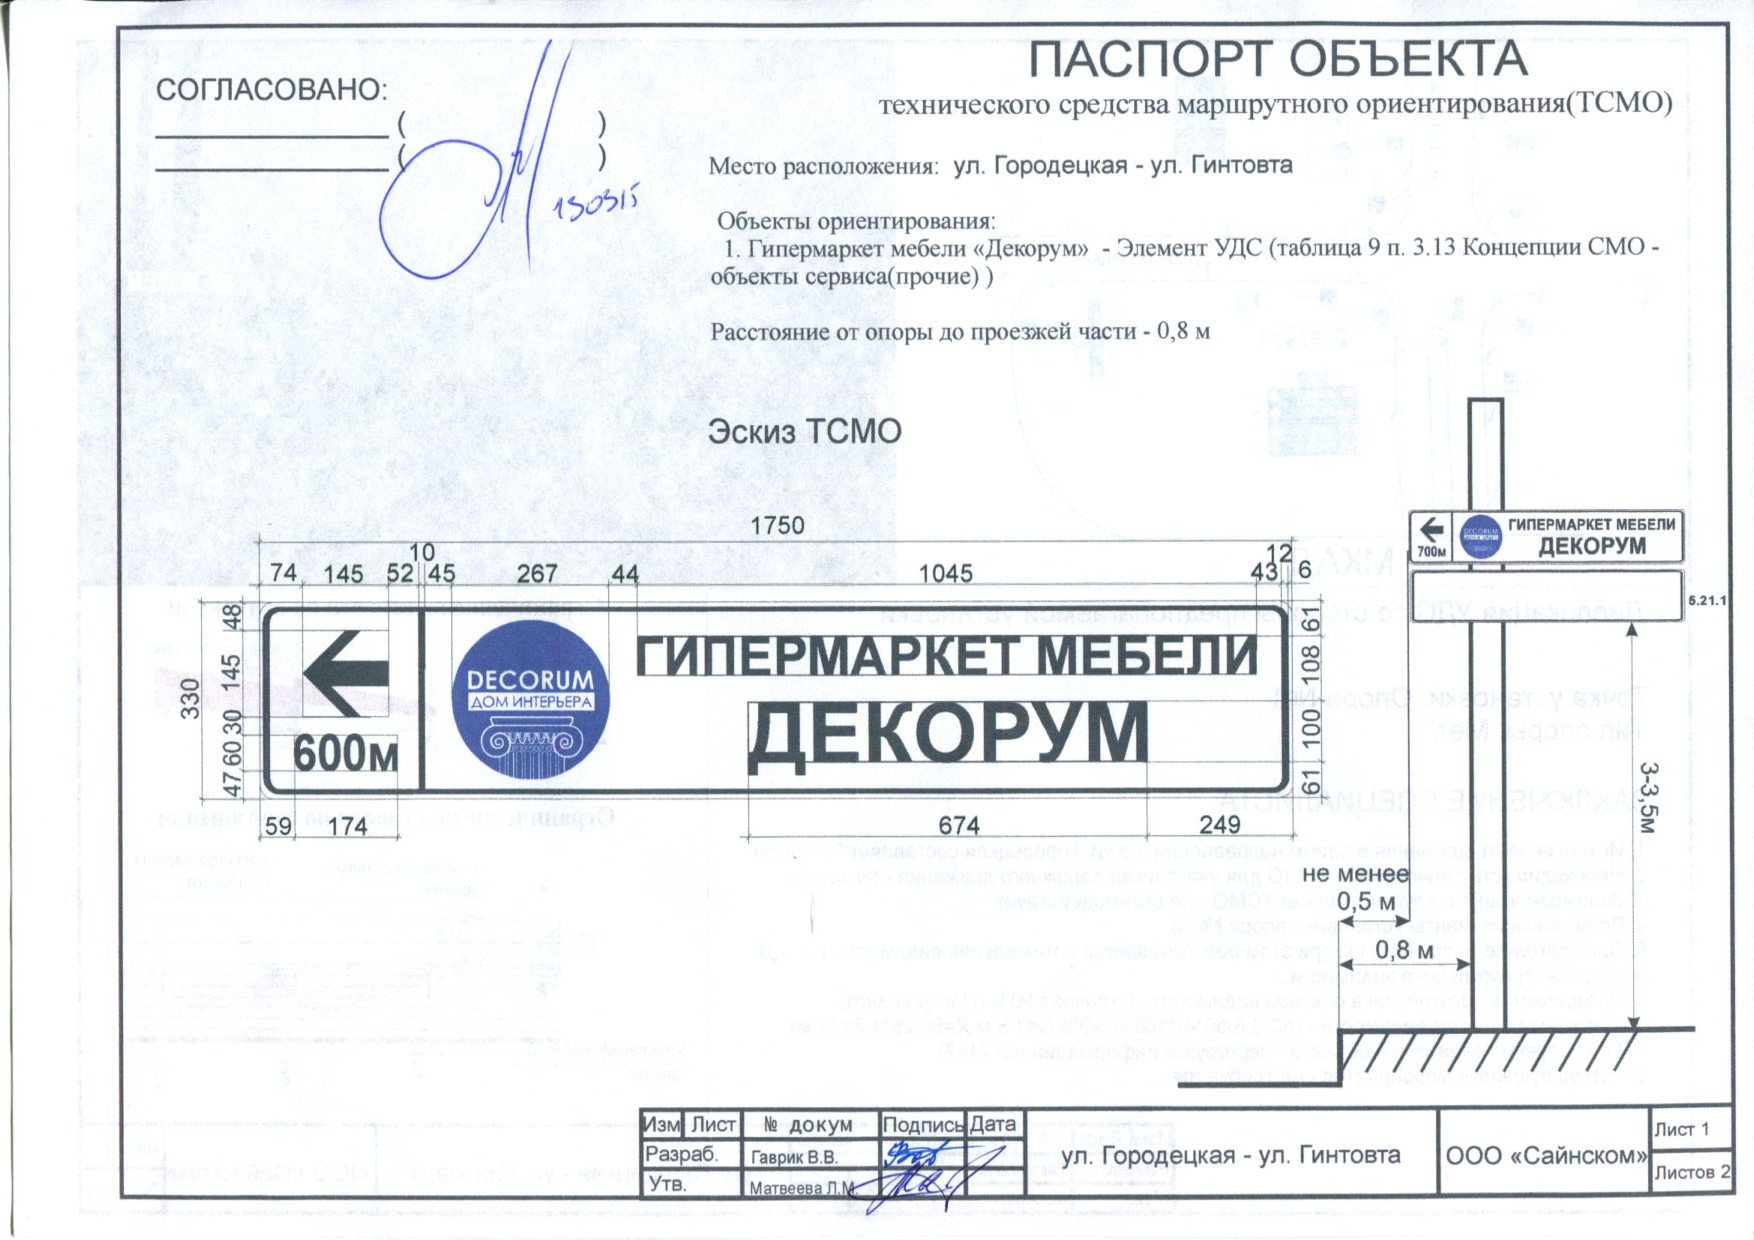 ПАСПОРТ ОБЪЕКТА
технического средства маршрутного ориентирования(ТСМО)
СОГЛАСОВАНО:
( )
( )
130315
Место расположения: ул. Городецкая - ул. Гинтовта
Объекты ориентирования:
1. Гипермаркет мебели «Декорум» - Элемент УДС (таблица 9 п. 3.13 Концепции СМО -
объекты сервиса(прочие) )
Расстояние от опоры до проезжей части - 0,8 м
Эскиз ТСМО
1750
10 12
74 145 52 45 267 44 1045 43 6
330
48 145 30 60 47
600м
DECORUM
ДОМ ИНТЕРЬЕРА
ГИПЕРМАРКЕТ МЕБЕЛИ
ДЕКОРУМ
61 108 100 61
59 174 674 249
700м
DECORUM
ГИПЕРМАРКЕТ МЕБЕЛИ
ДЕКОРУМ
5.21.1
3-3,5м
не менее
0,5 м
0,8 м
Изм Лист № докум Подпись Дата
Разраб. Гаврик В.В.
Утв. Матвеева Л.М.
ул. Городецкая - ул. Гинтовта
ООО «Сайнском»
Лист 1
Листов 2